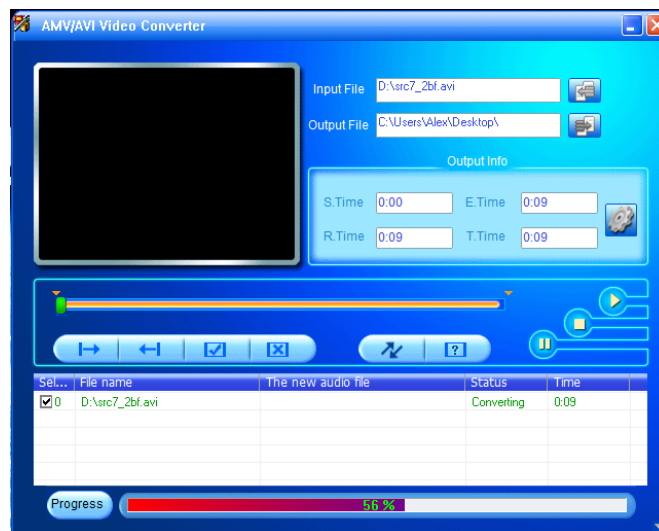 AMV/AVI Video Converter
Input File D:\src7_2bf.avi
Output File C:\Users\Alex\Desktop\
Output Info
S.Time 0:00 E.Time 0:09
R.Time 0:09 T.Time 0:09
Sel... File name The new audio file Status Time
0 D:\src7_2bf.avi Converting 0:09
Progress 56 %